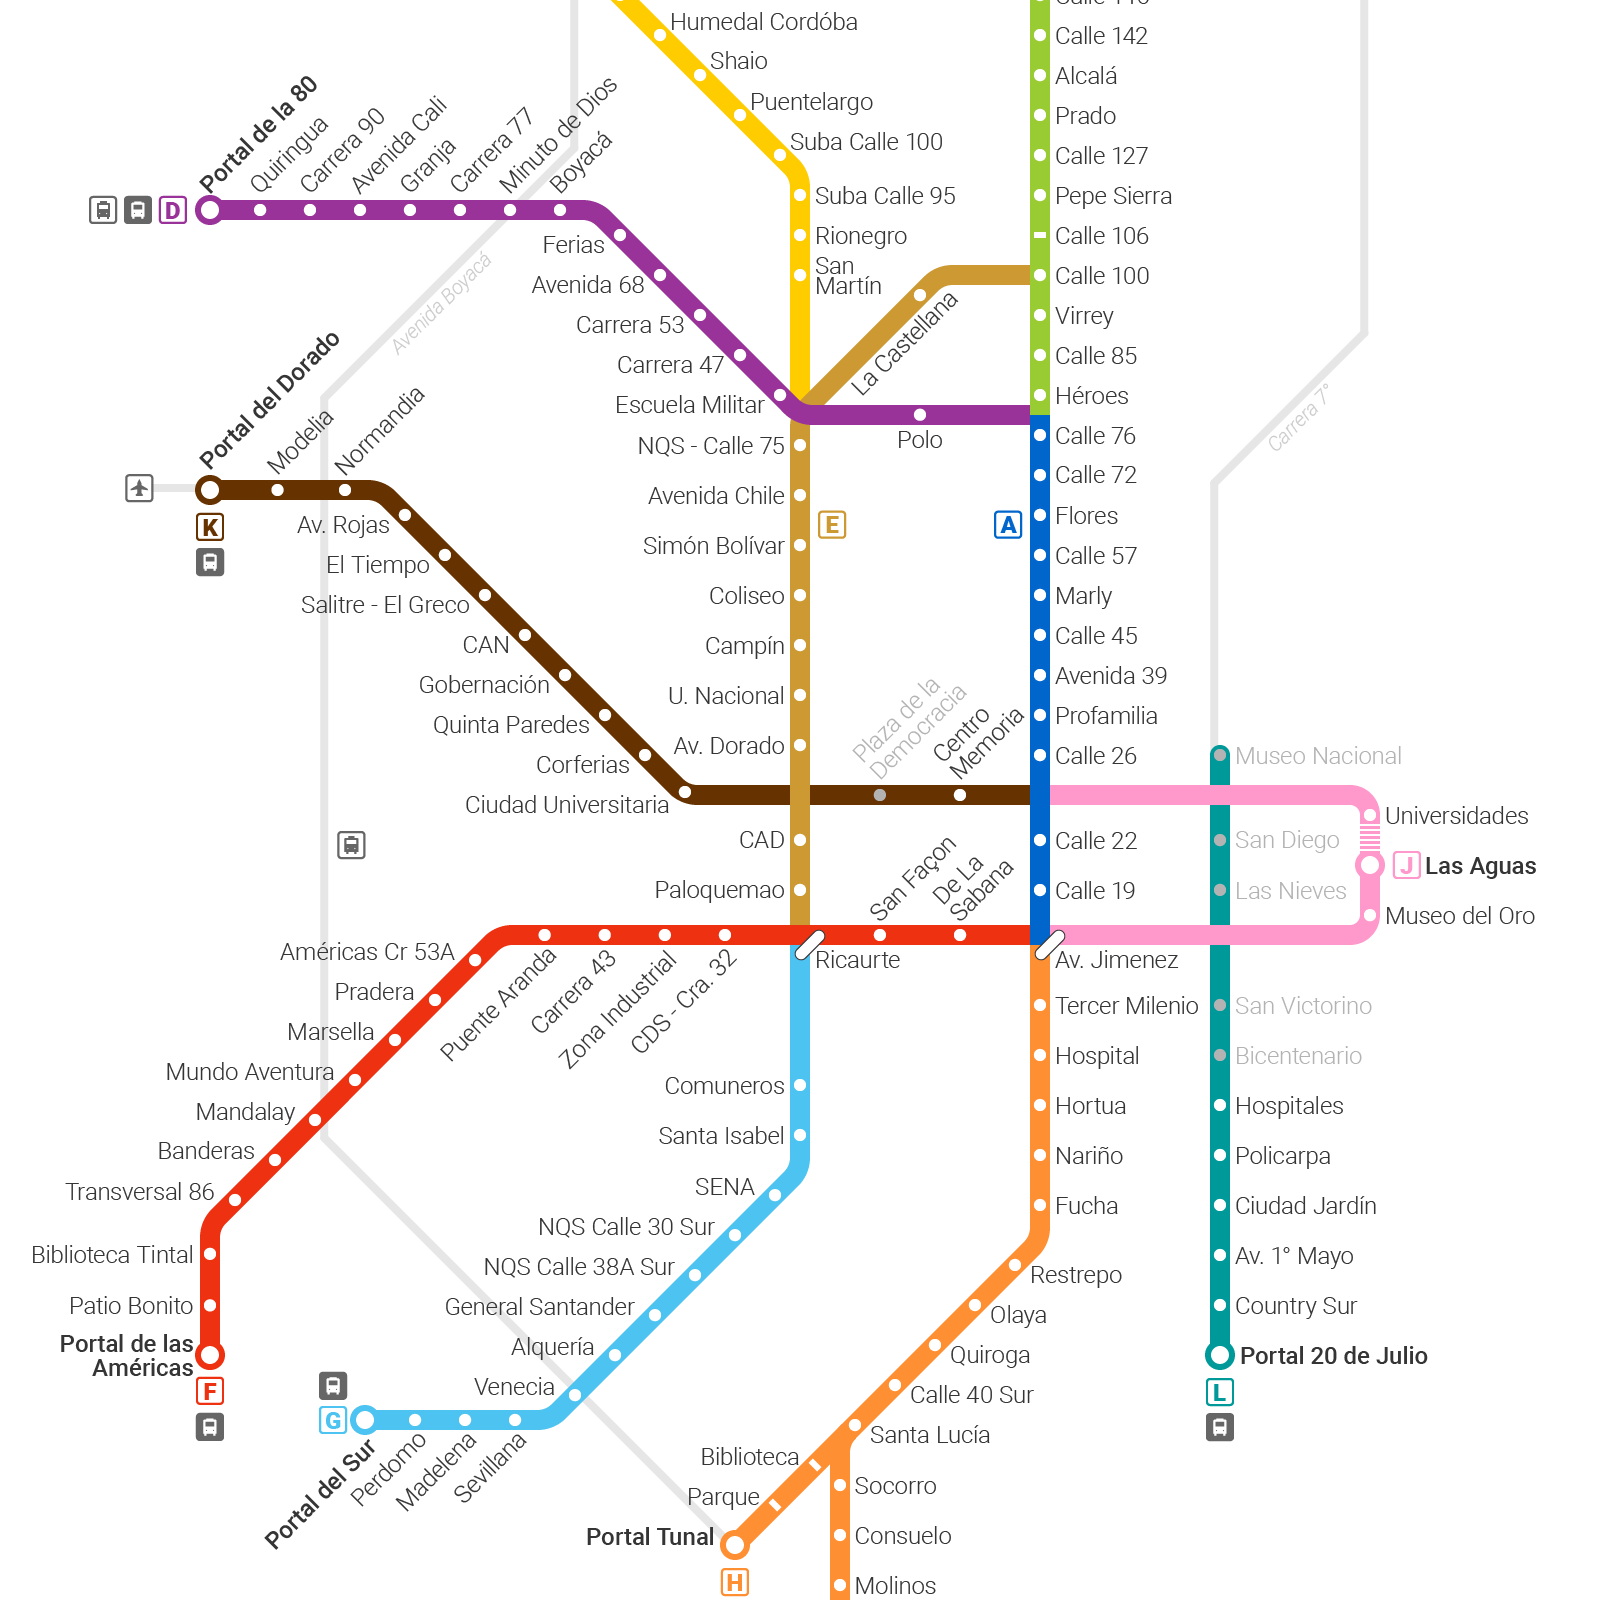 Humedal Cordóba
Shaio
Puentelargo
Suba Calle 100
Suba Calle 95
Rionegro
San
Martín
Calle 142
Alcalá
Prado
Calle 127
Pepe Sierra
Calle 106
Calle 100
Virrey
Calle 85
Héroes
Calle 76
Calle 72
Flores
Calle 57
Marly
Calle 45
Avenida 39
Profamilia
Calle 26
Calle 22
Calle 19
Av. Jimenez
Tercer Milenio
Hospital
Hortua
Nariño
Fucha
Restrepo
Olaya
Quiroga
Calle 40 Sur
Santa Lucía
Socorro
Consuelo
Molinos
Biblioteca
Parque
Portal Tunal
H
D
Portal de la 80
Quiringua
Carrera 90
Avenida Cali
Granja
Carrera 77
Minuto de Dios
Boyacá
Ferias
Avenida 68
Carrera 53
Carrera 47
Escuela Militar
Polo
La Castellana
Avenida Boyacá
Carrera 7°
Portal del Dorado
Modelia
Normandia
K
Av. Rojas
El Tiempo
Salitre - El Greco
CAN
Gobernación
Quinta Paredes
Corferias
Ciudad Universitaria
Plaza de la
Democracia
Centro
Memoria
NQS - Calle 75
Avenida Chile
Simón Bolívar
Coliseo
Campín
U. Nacional
Av. Dorado
CAD
Paloquemao
E
A
Ricaurte
San Façon
De La
Sabana
Universidades
J
Las Aguas
Museo del Oro
Museo Nacional
San Diego
Las Nieves
San Victorino
Bicentenario
Hospitales
Policarpa
Ciudad Jardín
Av. 1° Mayo
Country Sur
Portal 20 de Julio
L
Américas Cr 53A
Pradera
Marsella
Mundo Aventura
Mandalay
Banderas
Transversal 86
Biblioteca Tintal
Patio Bonito
Portal de las
Américas
F
Puente Aranda
Carrera 43
Zona Industrial
CDS - Cra. 32
Comuneros
Santa Isabel
SENA
NQS Calle 30 Sur
NQS Calle 38A Sur
General Santander
Alquería
Venecia
G
Portal del Sur
Perdomo
Madelena
Sevillana